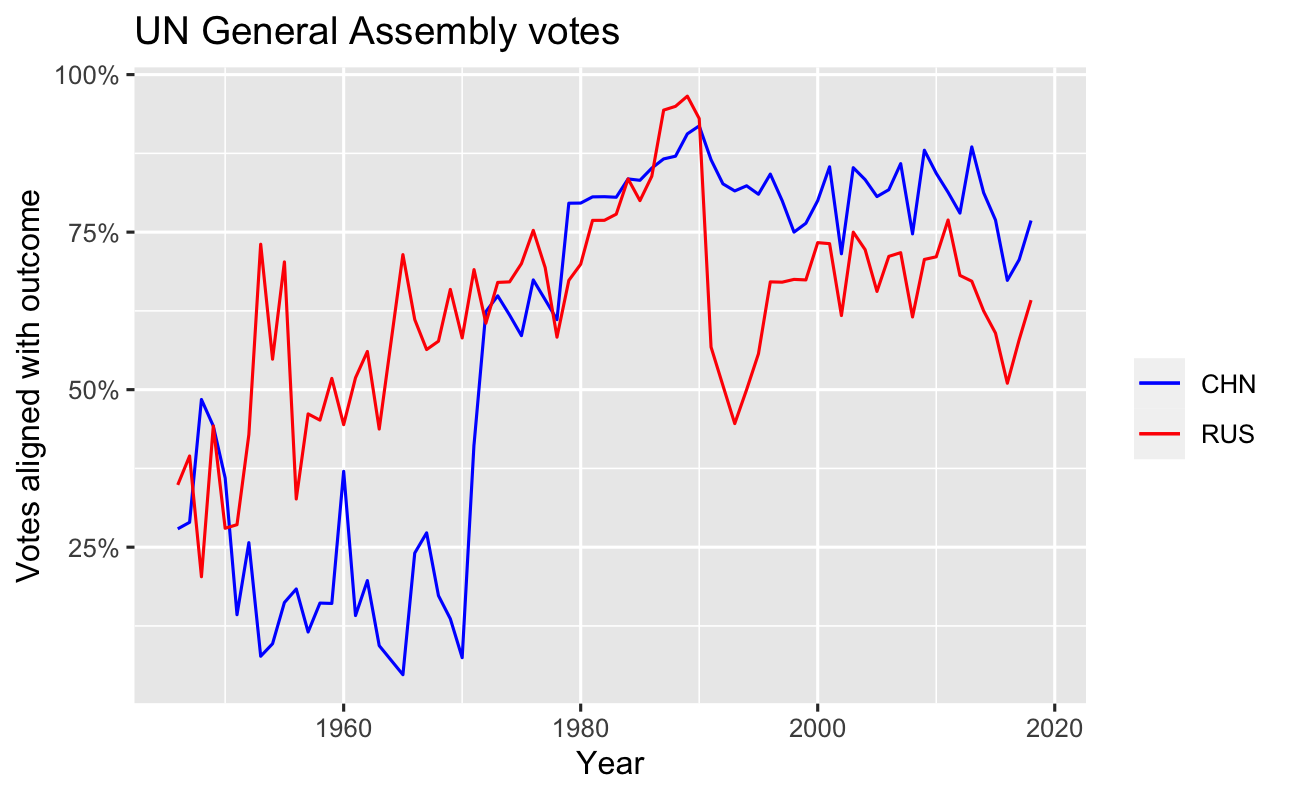 UN General Assembly votes
100%
75%
50%
25%
Votes aligned with outcome
1960
1980
2000
2020
Year
CHN
RUS